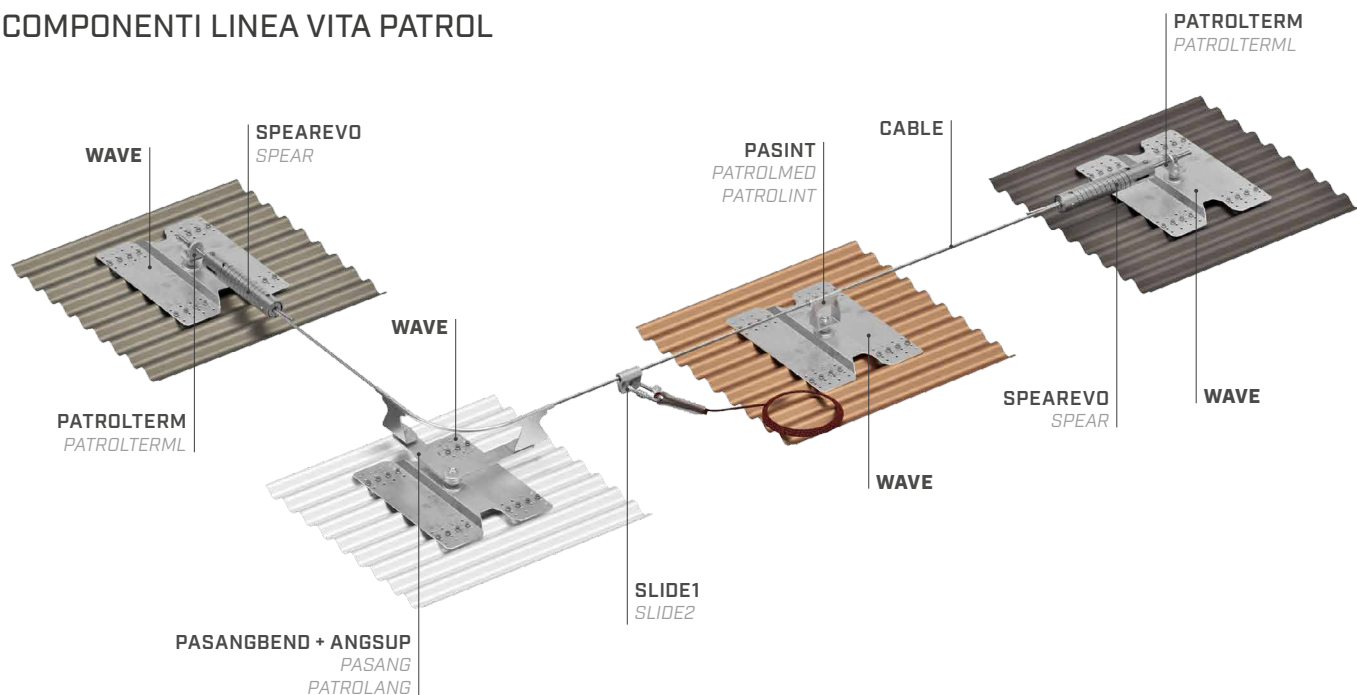 COMPONENTI LINEA VITA PATROL
PATROLTERM
PATROLTERML
SPEAREVO
SPEAR
WAVE
CABLE
PASINT
PATROLMED
PATROLINT
WAVE
PATROLTERM
PATROLTERML
SPEAREVO
SPEAR
WAVE
WAVE
SLIDE1
SLIDE2
PASANGBEND + ANGSUP
PASANG
PATROLANG